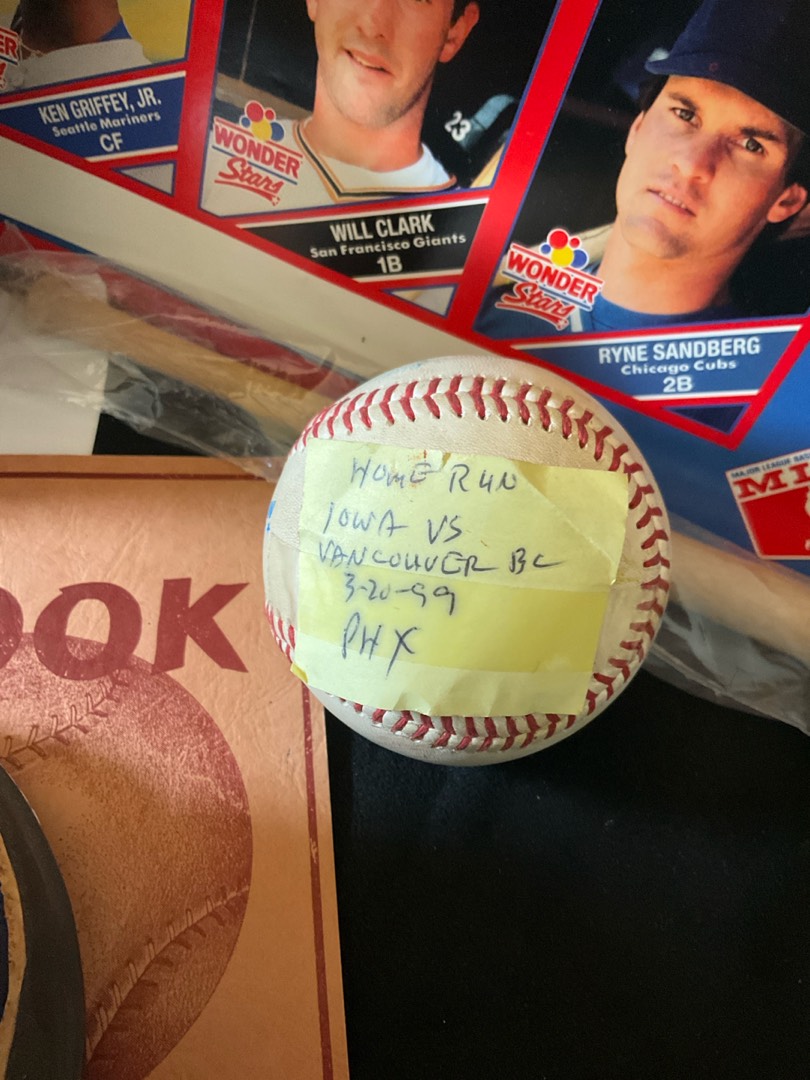 KEN GRIFFEY, JR.
Seattle Mariners
CF
WONDER
Stars
WILL CLARK
San Francisco Giants
1B
23
WONDER
Stars
RYNE SANDBERG
Chicago Cubs
2B
HOME RUN
IOWA VS
VANCOUVER BC
3-20-99
PHX
OOK